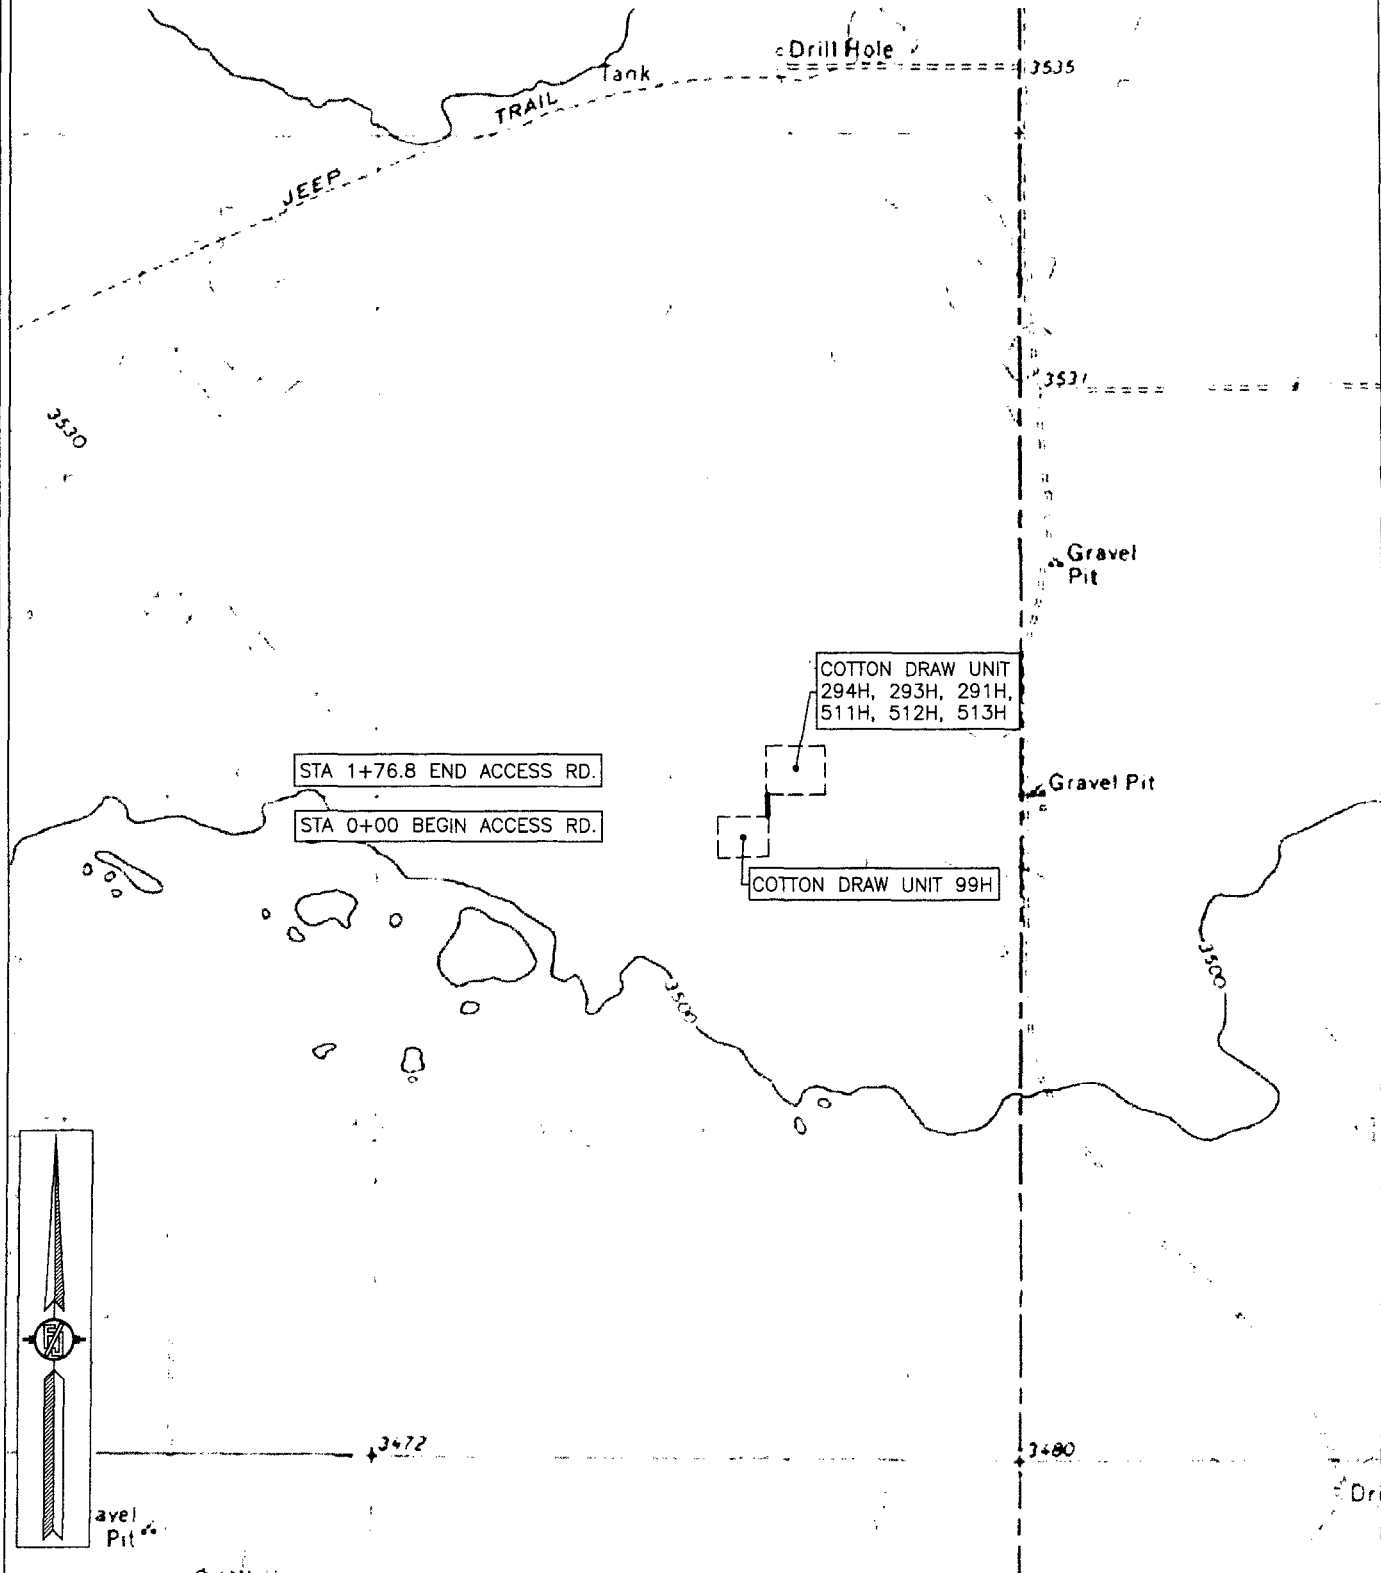 Drill Hole
3535
Tank
TRAIL
JEEP
3531
3530
Gravel
Pit
COTTON DRAW UNIT
294H, 293H, 291H,
511H, 512H, 513H
STA 1+76.8 END ACCESS RD.
Gravel Pit
STA 0+00 BEGIN ACCESS RD.
COTTON DRAW UNIT 99H
3500
3500
3472
3480
Dri
avel
Pit